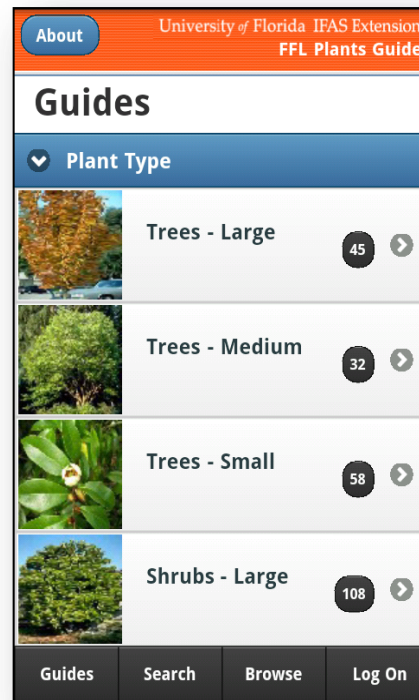 About
University of Florida IFAS Extension
FFL Plants Guide
Guides
Plant Type
Trees - Large
45
Trees - Medium
32
Trees - Small
58
Shrubs - Large
108
Guides
Search
Browse
Log On